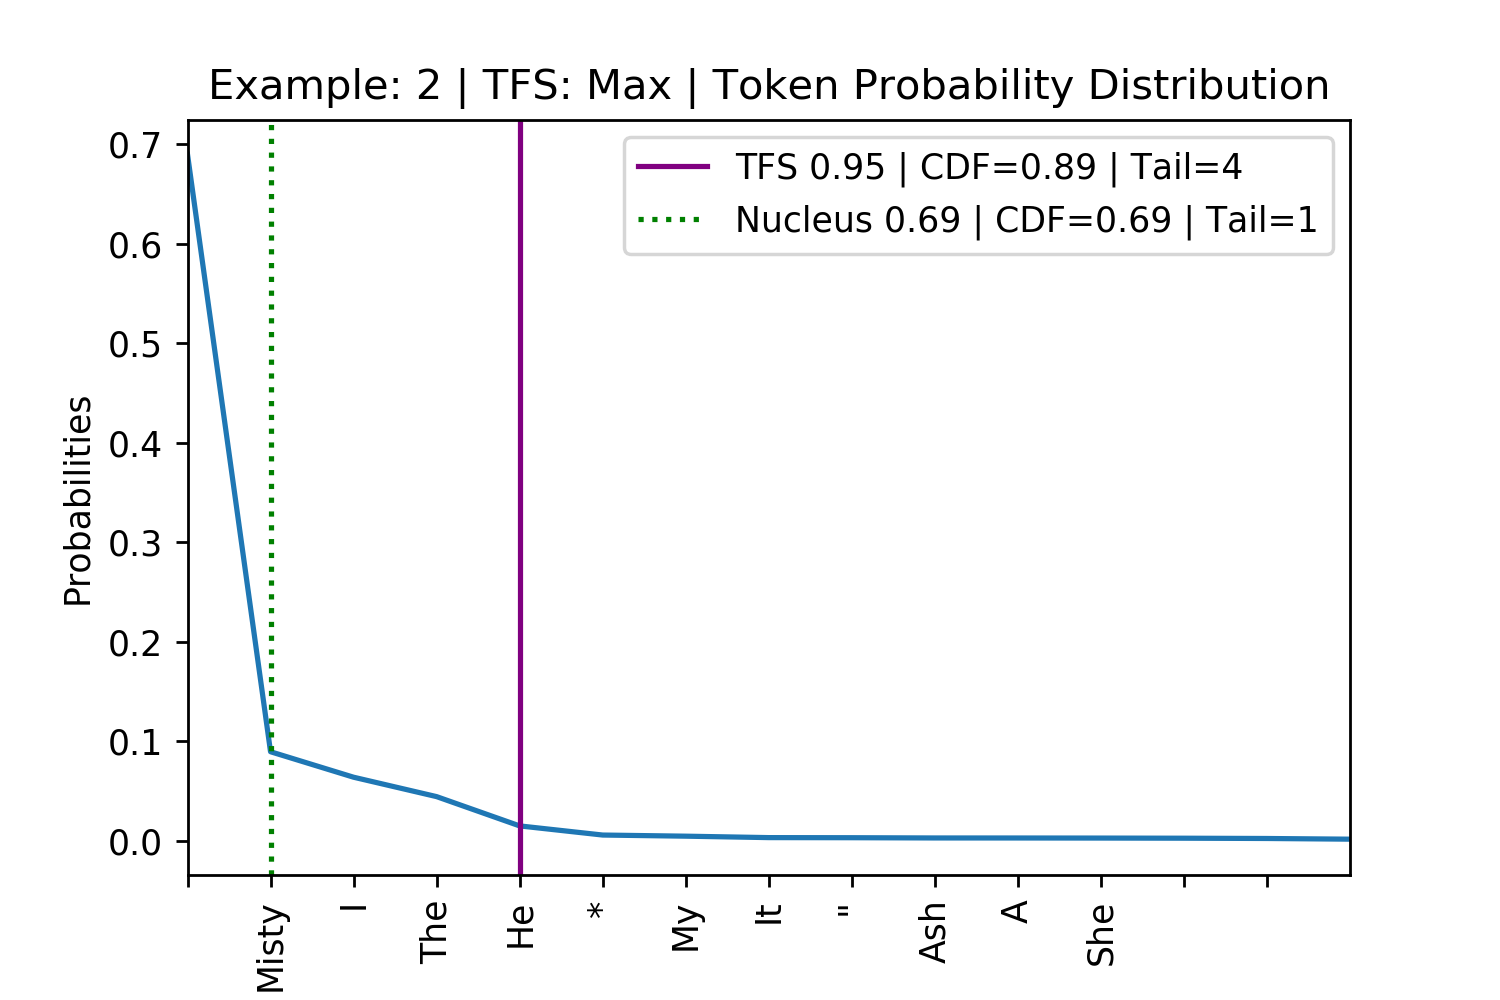 Example: 2 | TFS: Max | Token Probability Distribution
TFS 0.95 | CDF=0.89 | Tail=4
Nucleus 0.69 | CDF=0.69 | Tail=1
Probabilities
0.7
0.6
0.5
0.4
0.3
0.2
0.1
0.0
Misty
I
The
He
*
My
It
"
Ash
A
She